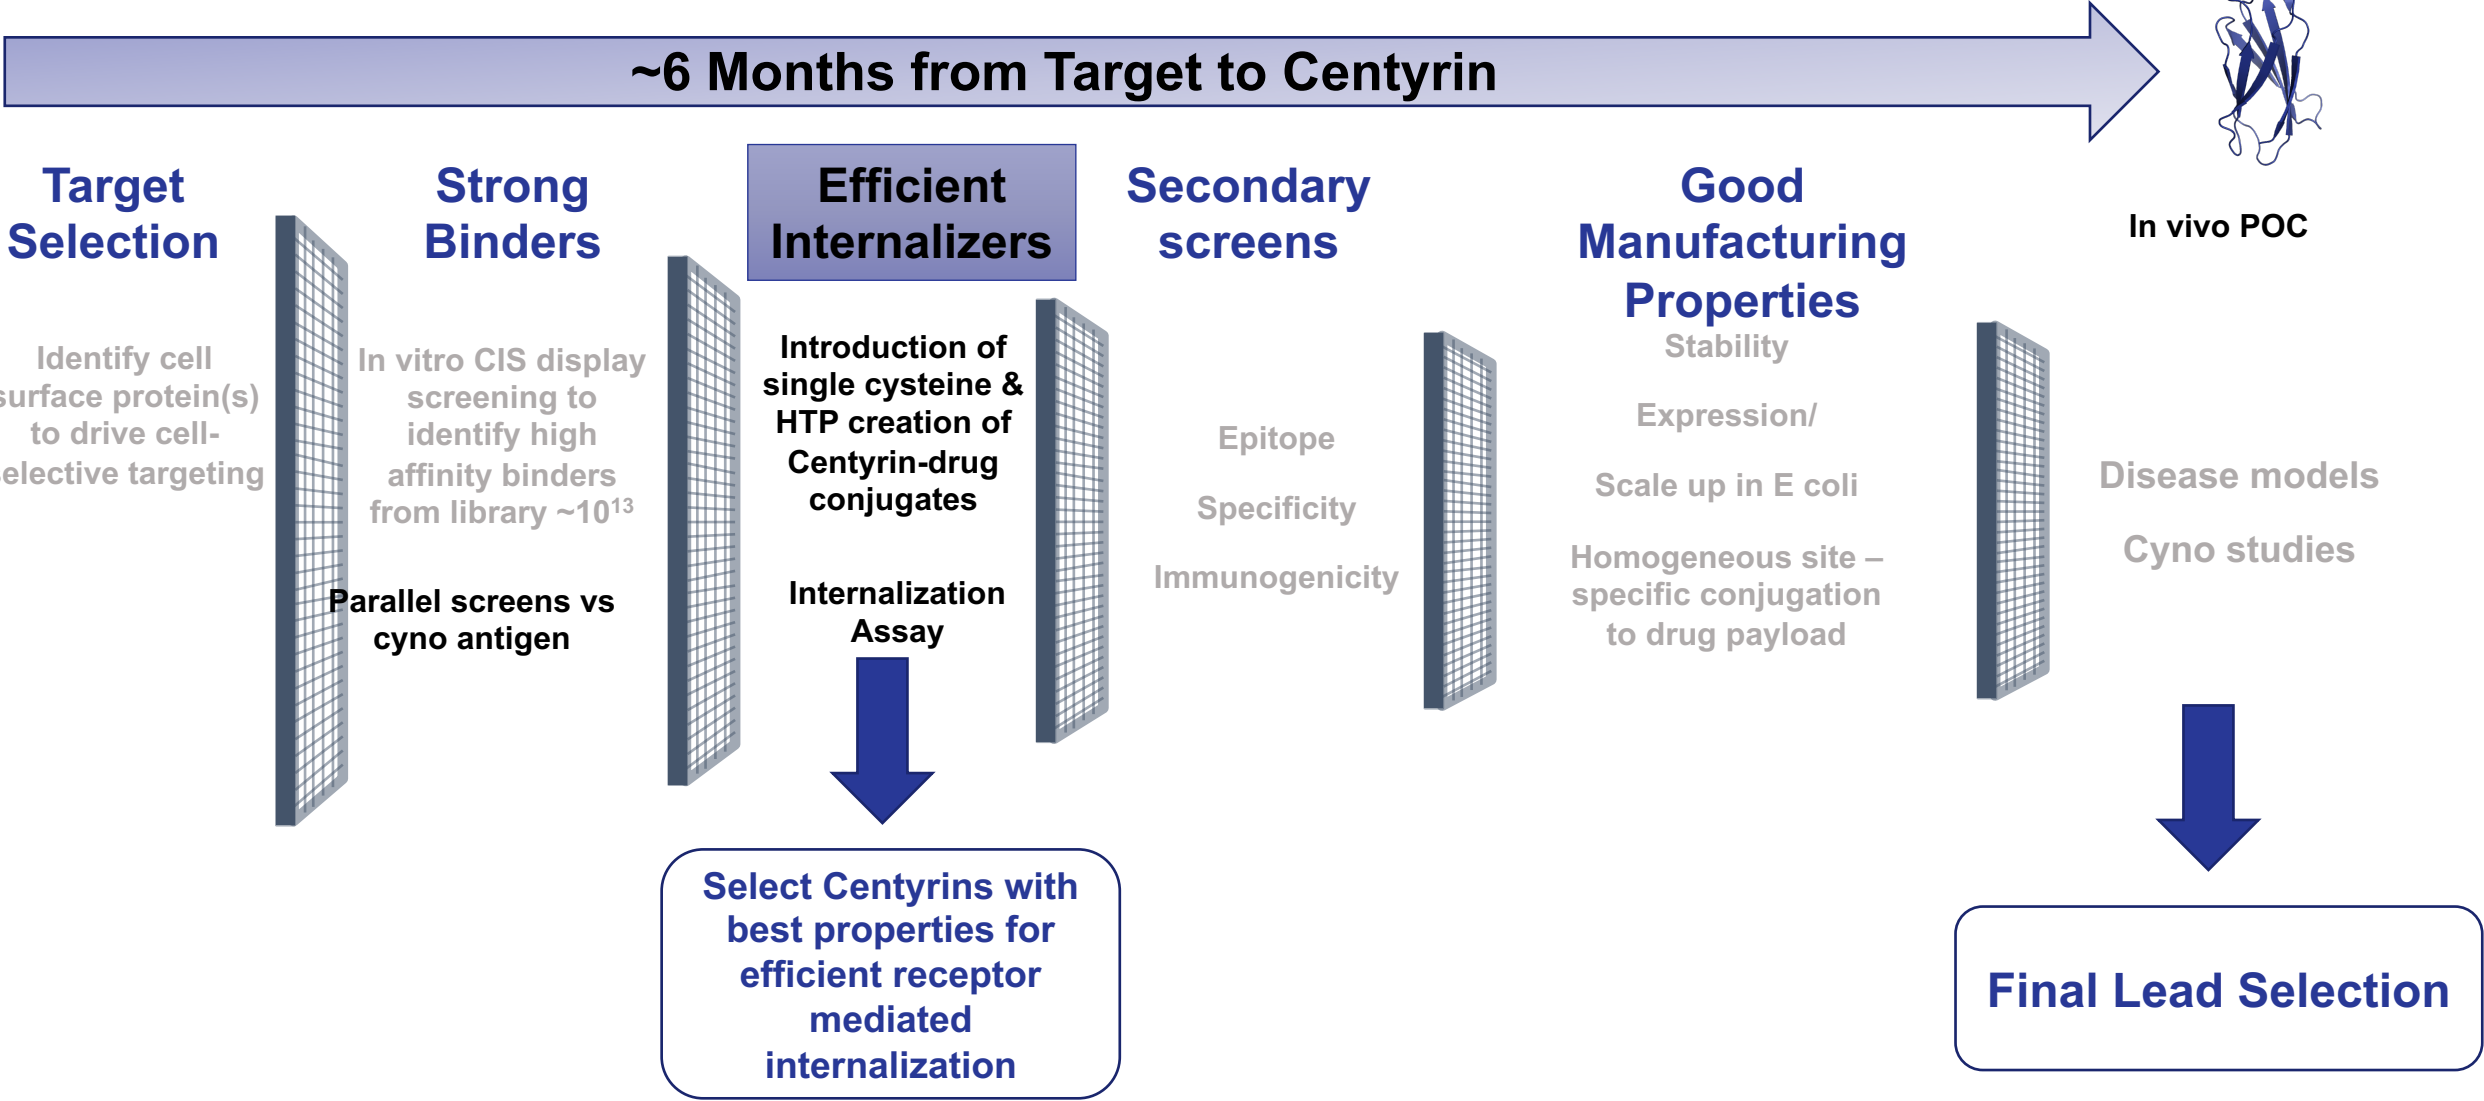 ~6 Months from Target to Centyrin
Target
Selection
Identify cell
surface protein(s)
to drive cell-
selective targeting
Strong
Binders
In vitro CIS display
screening to
identify high
affinity binders
from library ~10¹³
Parallel screens vs
cyno antigen
Efficient
Internalizers
Introduction of
single cysteine &
HTP creation of
Centyrin-drug
conjugates
Internalization
Assay
Select Centyrins with
best properties for
efficient receptor
mediated
internalization
Secondary
screens
Epitope
Specificity
Immunogenicity
Good
Manufacturing
Properties
Stability
Expression/
Scale up in E coli
Homogeneous site –
specific conjugation
to drug payload
In vivo POC
Disease models
Cyno studies
Final Lead Selection